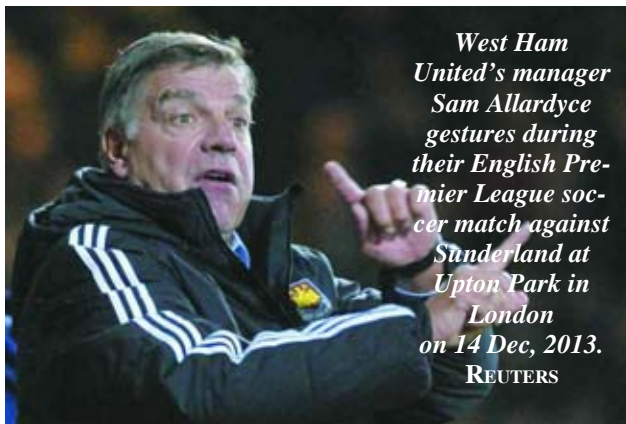 West Ham
United's manager
Sam Allardyce
gestures during
their English Pre-
mier League soc-
cer match against
Sunderland at
Upton Park in
London
on 14 Dec, 2013.
REUTERS